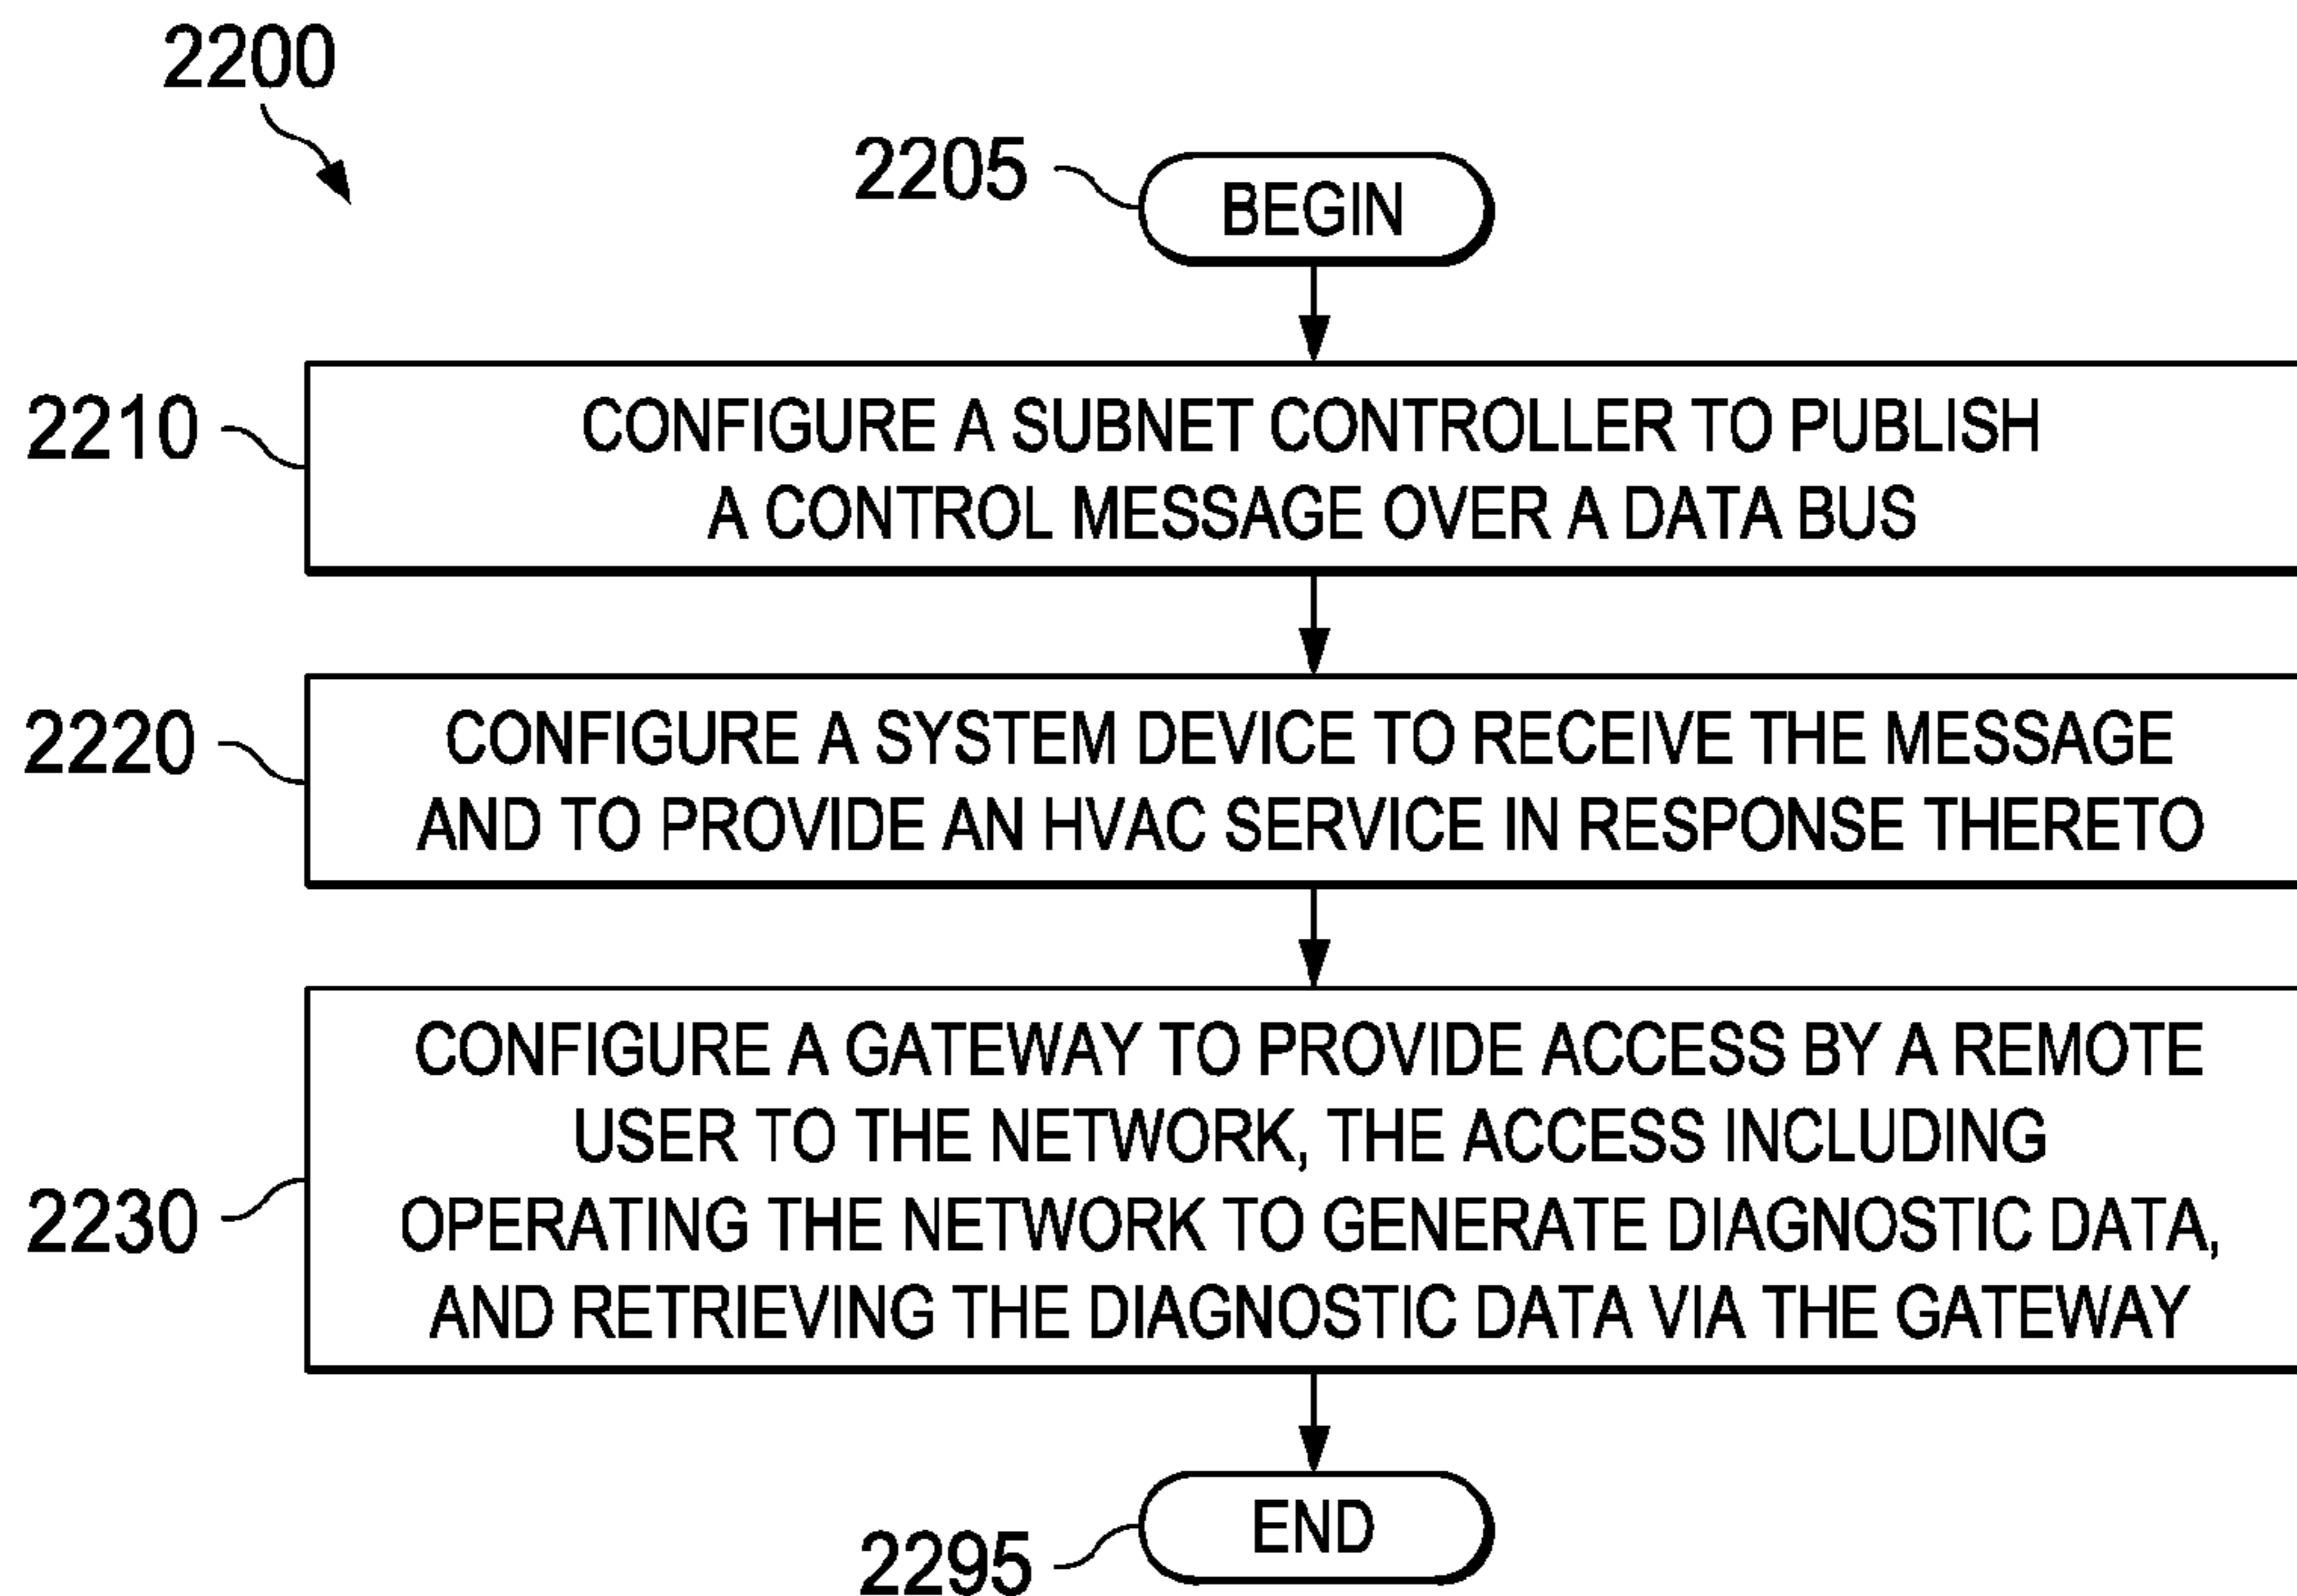 2200
2205
BEGIN
2210
CONFIGURE A SUBNET CONTROLLER TO PUBLISH
A CONTROL MESSAGE OVER A DATA BUS
2220
CONFIGURE A SYSTEM DEVICE TO RECEIVE THE MESSAGE
AND TO PROVIDE AN HVAC SERVICE IN RESPONSE THERETO
2230
CONFIGURE A GATEWAY TO PROVIDE ACCESS BY A REMOTE
USER TO THE NETWORK, THE ACCESS INCLUDING
OPERATING THE NETWORK TO GENERATE DIAGNOSTIC DATA,
AND RETRIEVING THE DIAGNOSTIC DATA VIA THE GATEWAY
2295
END